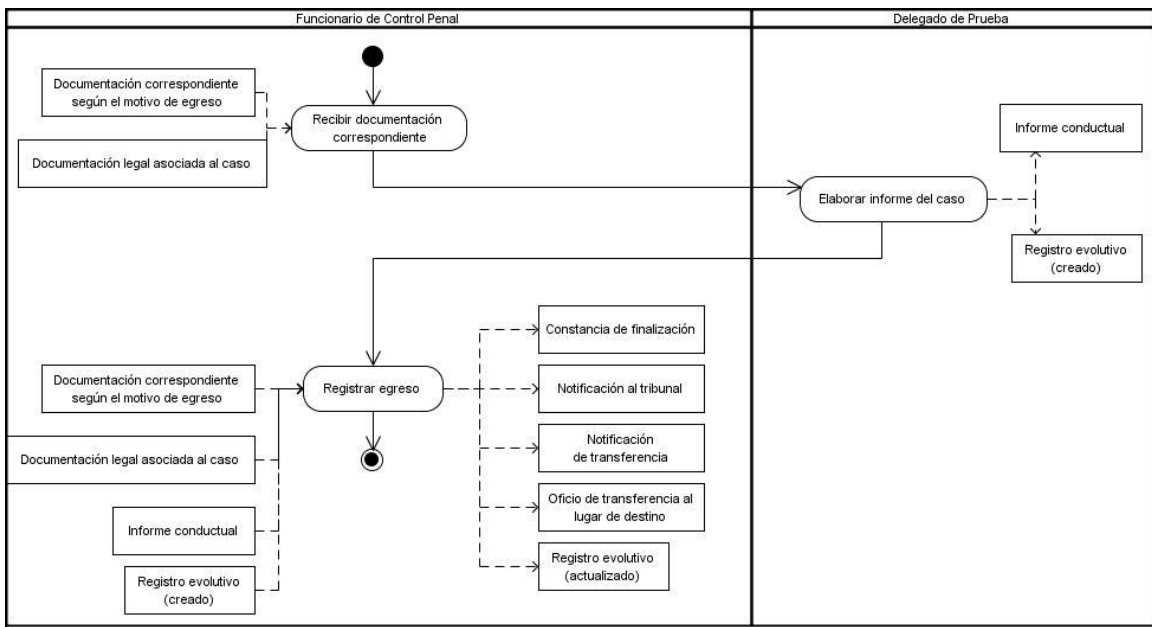 Funcionario de Control Penal
Delegado de Prueba
Documentación correspondiente
según el motivo de egreso
Recibir documentación
correspondiente
Documentación legal asociada al caso
Informe conductual
Elaborar informe del caso
Registro evolutivo
(creado)
Constancia de finalización
Documentación correspondiente
según el motivo de egreso
Registrar egreso
Notificación al tribunal
Documentación legal asociada al caso
Notificación
de transferencia
Informe conductual
Oficio de transferencia al
lugar de destino
Registro evolutivo
(creado)
Registro evolutivo
(actualizado)